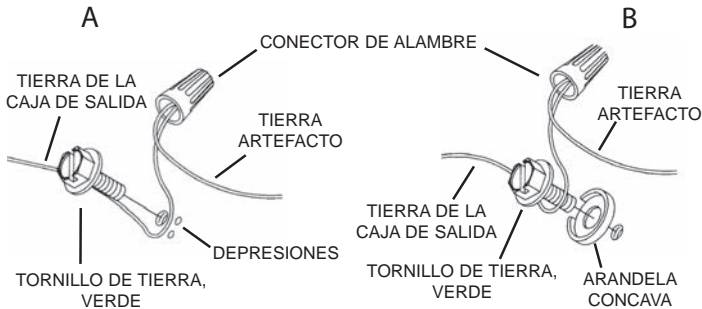 A
B
CONECTOR DE ALAMBRE
TIERRA DE LA
CAJA DE SALIDA
TIERRA
ARTEFACTO
TIERRA
ARTEFACTO
DEPRESIONES
TORNILLO DE TIERRA,
VERDE
TIERRA DE LA
CAJA DE SALIDA
TORNILLO DE TIERRA,
VERDE
ARANDELA
CONCAVA